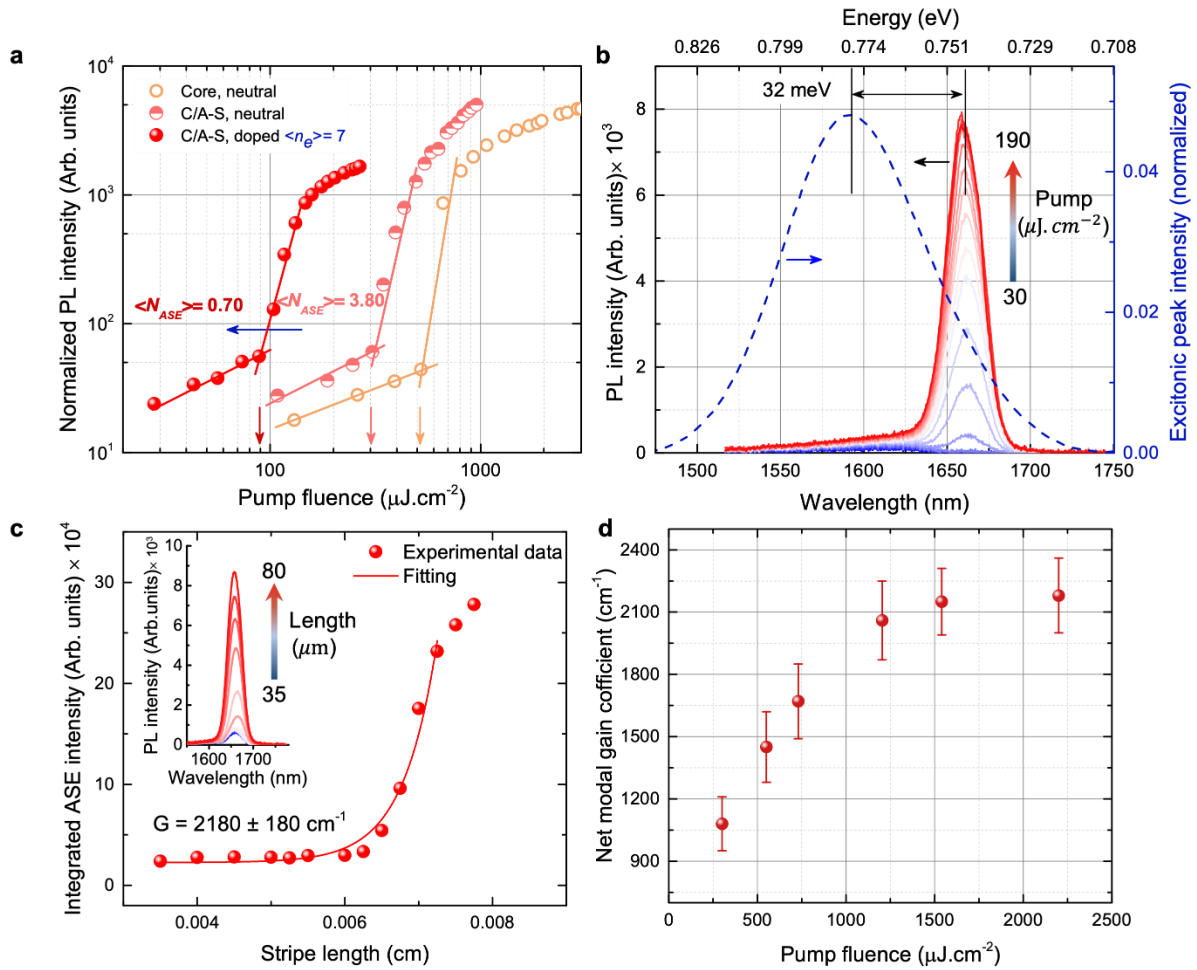 a
Normalized PL intensity (Arb. units)
10^4
10^3
10^2
10^1
Core, neutral
C/A-S, neutral
C/A-S, doped <n_e>= 7
<N_ASE>= 0.70
<N_ASE>= 3.80
100
1000
Pump fluence (μJ.cm^-2)
b
Energy (eV)
0.826 0.799 0.774 0.751 0.729 0.708
PL intensity (Arb. units)× 10^3
8
6
4
2
0
32 meV
190
Pump
(μJ.cm^−2)
30
0.04
0.02
0.00
Excitonic peak intensity (normalized)
1500 1550 1600 1650 1700 1750
Wavelength (nm)
c
Integrated ASE intensity (Arb. units) × 10^4
30
20
10
0
PL intensity (Arb.units)× 10^3
10
8
6
4
2
0
1600 1700
Wavelength (nm)
80
Length
(μm)
35
Experimental data
Fitting
G = 2180 ± 180 cm^-1
0.004 0.006 0.008
Stripe length (cm)
d
Net modal gain cofficient (cm^-1)
2400
2100
1800
1500
1200
900
0 500 1000 1500 2000 2500
Pump fluence (μJ.cm^-2)